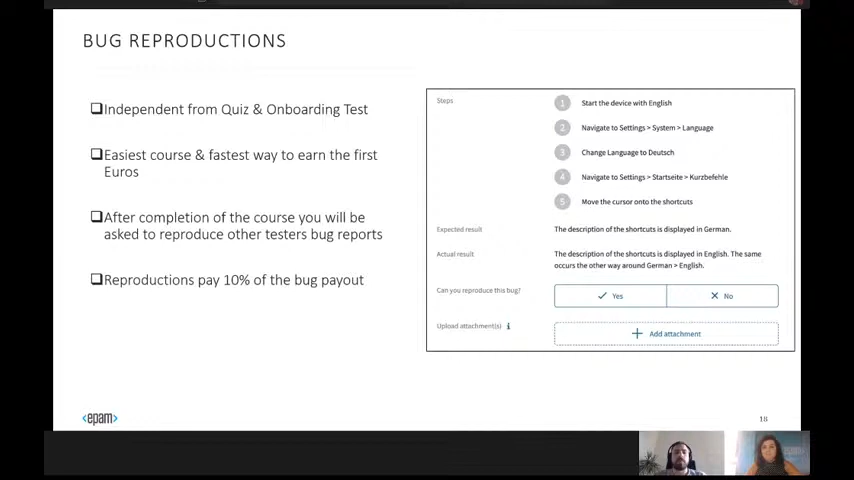 BUG REPRODUCTIONS
Independent from Quiz & Onboarding Test
Easiest course & fastest way to earn the first
Euros
After completion of the course you will be
asked to reproduce other testers bug reports
Reproductions pay 10% of the bug payout
Steps
1 Start the device with English
2 Navigate to Settings > System > Language
3 Change Language to Deutsch
4 Navigate to Settings > Startseite > Kurzbefehle
5 Move the cursor onto the shortcuts
Expected result
The description of the shortcuts is displayed in German.
Actual result
The description of the shortcuts is displayed in English. The same
occurs the other way around German > English.
Can you reproduce this bug?
Yes
No
Upload attachment(s)
Add attachment
<epam>
18
epam